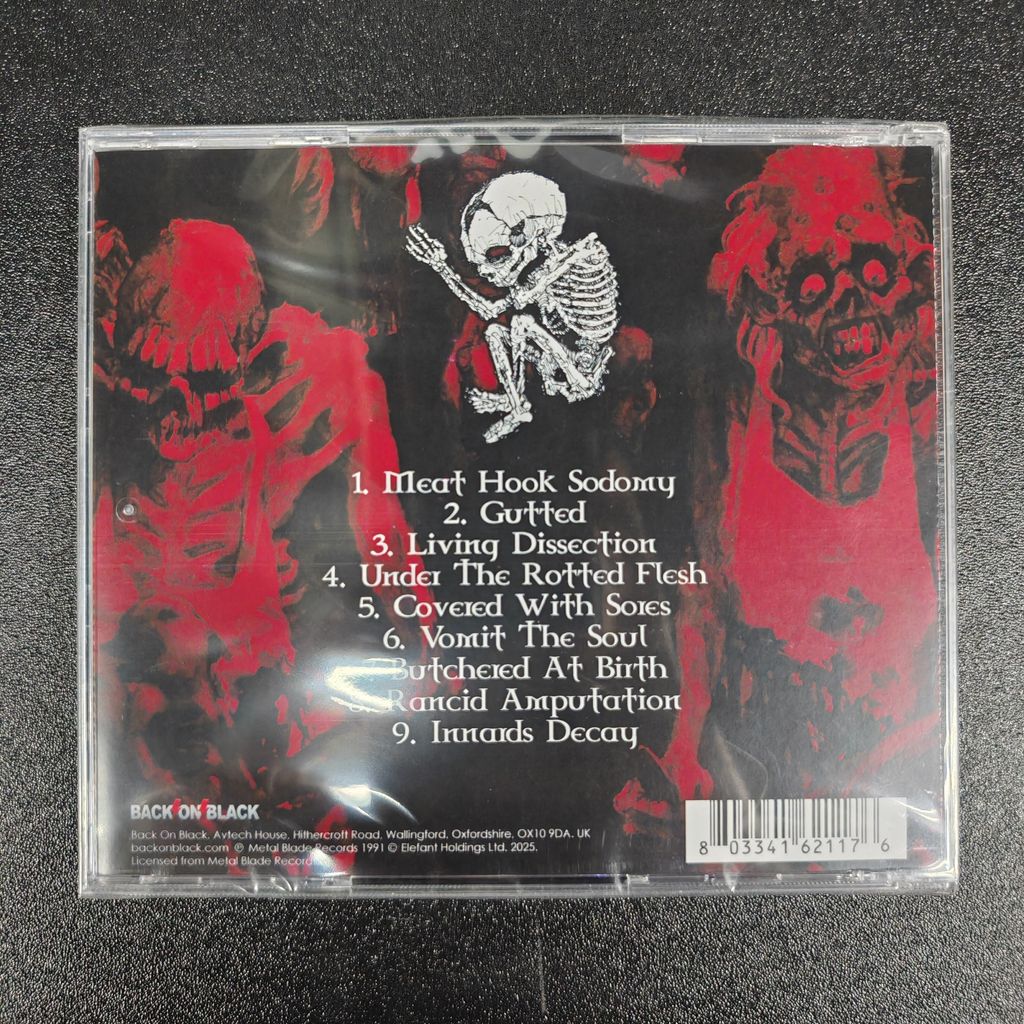 1. Meat Hook Sodomy
2. Gutted
3. Living Dissection
4. Under The Rotted Flesh
5. Covered With Sores
6. Vomit The Soul
Butchered At Birth
Rancid Amputation
9. Innards Decay
BACK ON BLACK
Back On Black, Avtech House, Hithercroft Road, Wallingford, Oxfordshire, OX10 9DA. UK
backonblack.com ℗ Metal Blade Records 1991 © Elefant Holdings Ltd. 2025.
Licensed from Metal Blade Records
8 03341 62117 6